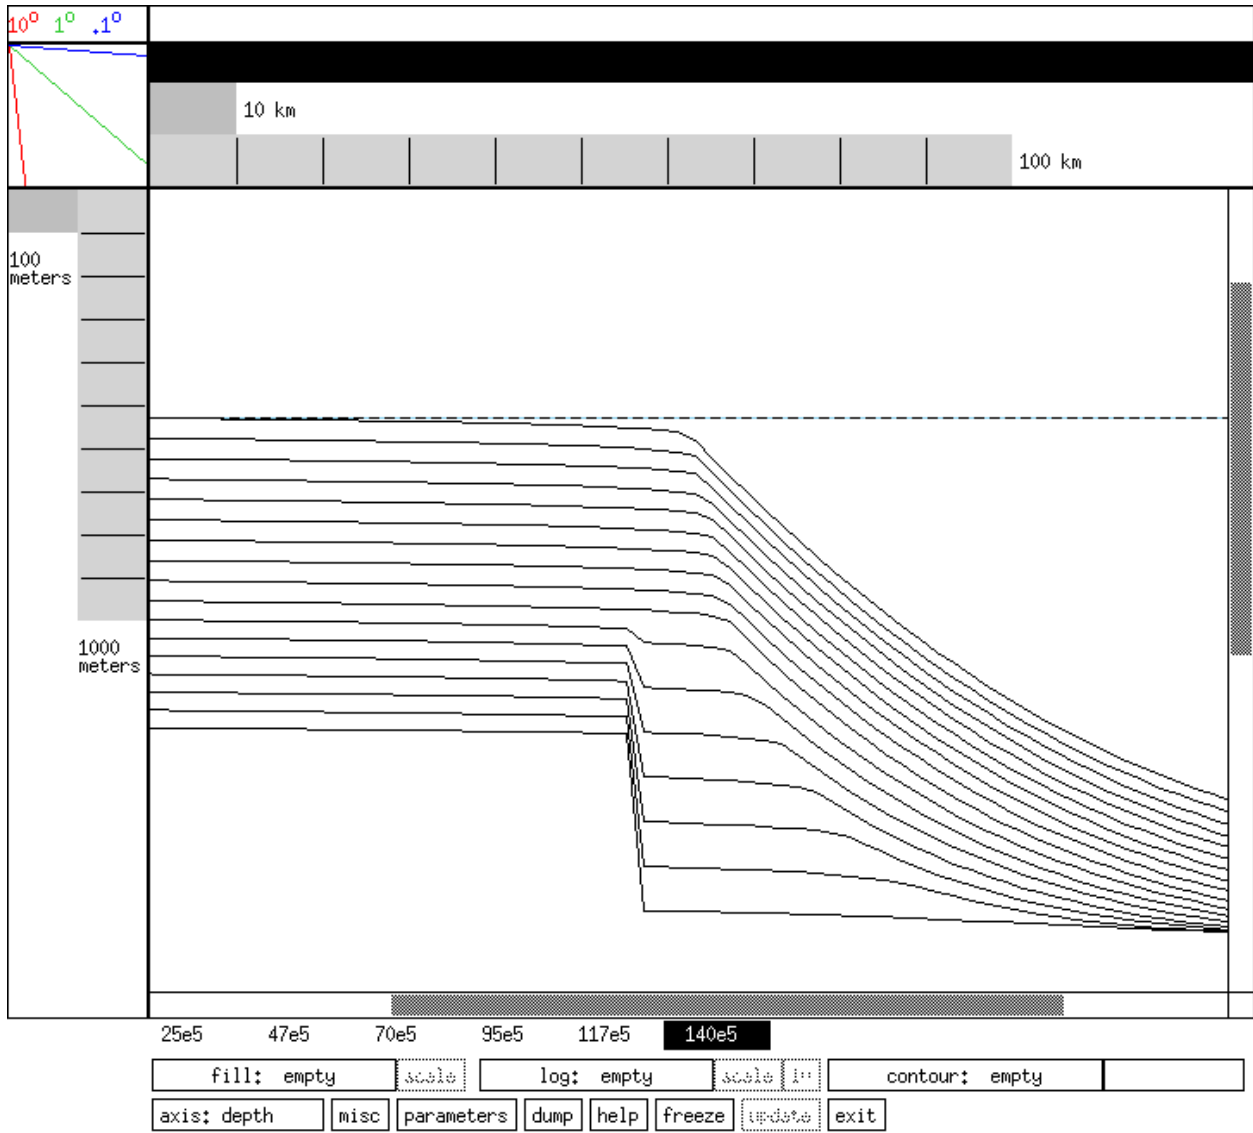 10° 1° .1°
10 km
100 km
100
meters
1000
meters
25e5 47e5 70e5 95e5 117e5 140e5
fill: empty scale log: empty scale contour: empty
axis: depth misc parameters dump help freeze update exit